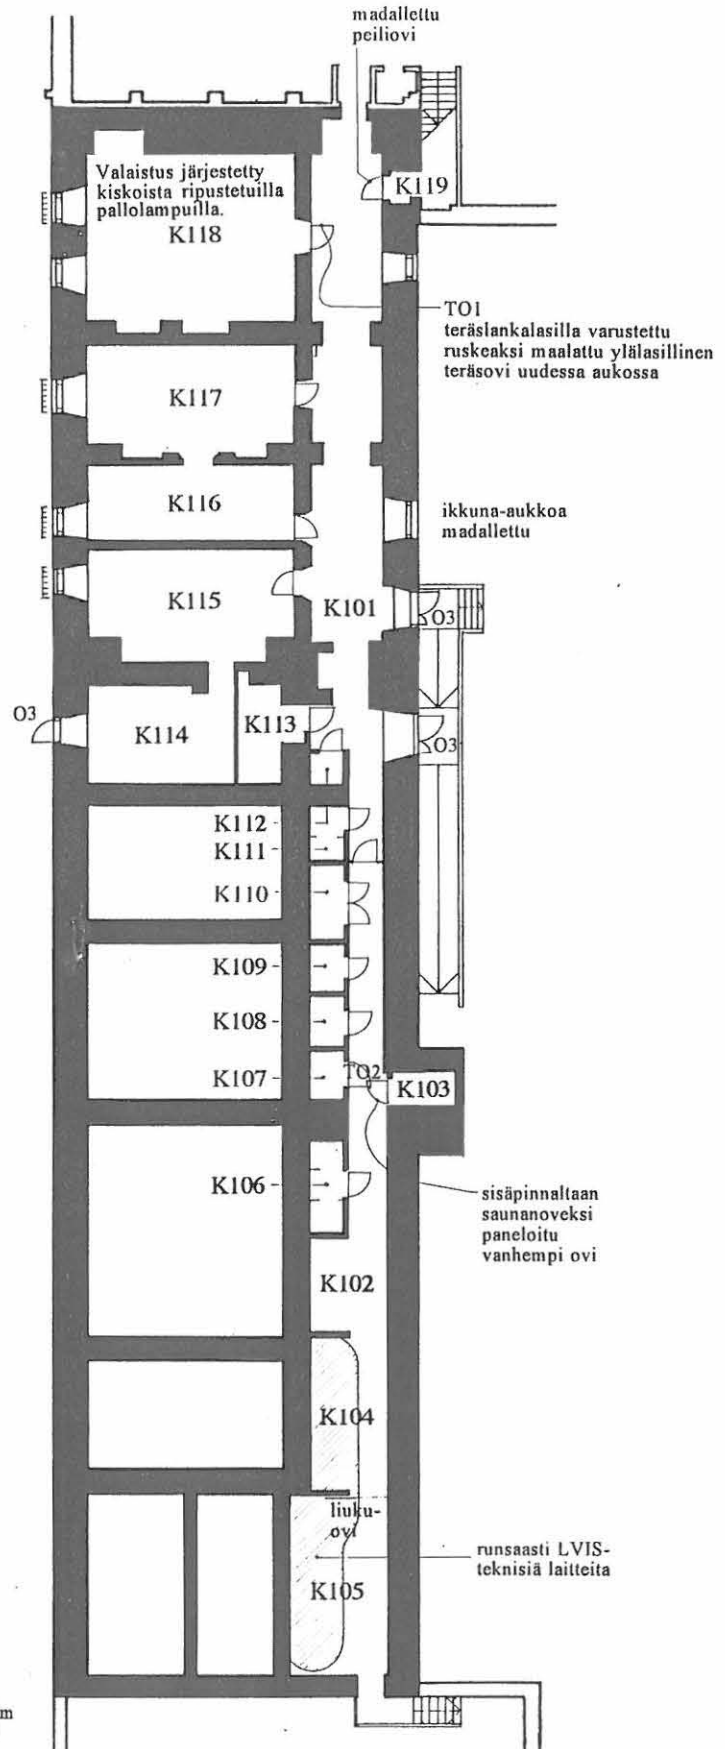 madallettu
peiliovi
K119
Valaistus järjestetty
kiskoista ripustetuilla
pallolampuilla.
K118
TO1
teräslankalasilla varustettu
ruskeaksi maalattu ylälasillinen
teräsovi uudessa aukossa
K117
K116
ikkuna-aukkoa
madallettu
K115
K101
O3
O3
K114
K113
O3
K112
K111
K110
K109
K108
K107
TO2
K103
K106
sisäpinnaltaan
saunanoveksi
paneloitu
vanhempi ovi
K102
K104
liuku-
ovi
runsaasti LVIS-
teknisiä laitteita
K105
m